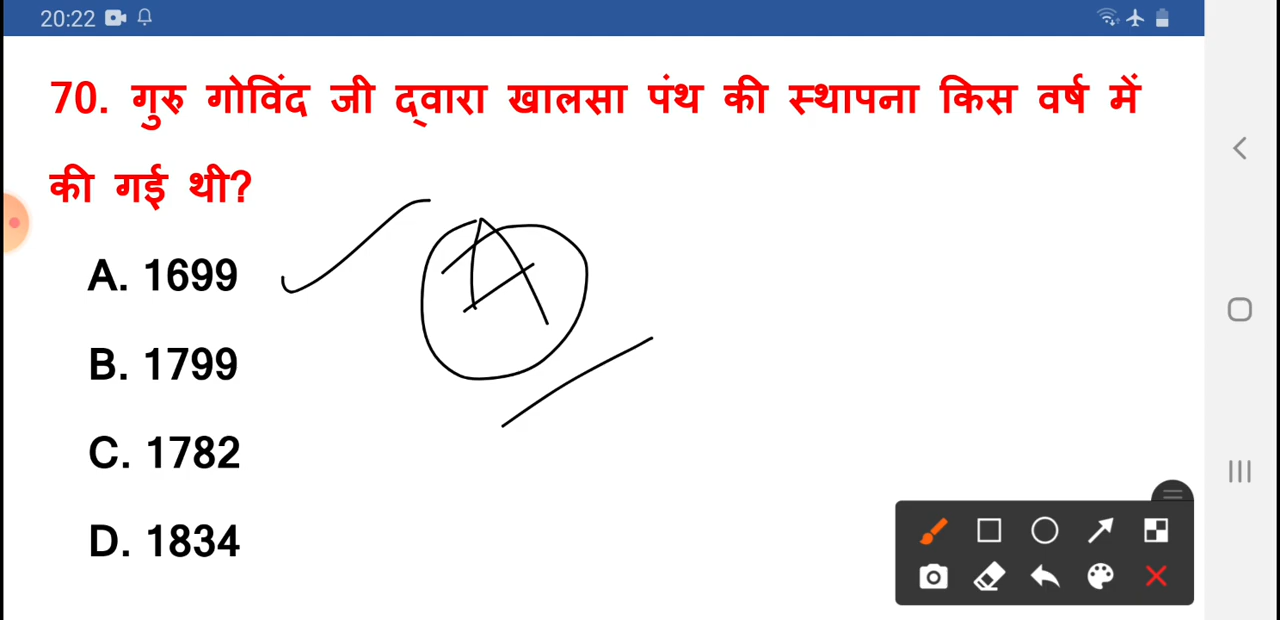 20:22
70. गुरु गोविंद जी द्वारा खालसा पंथ की स्थापना किस वर्ष में
की गई थी?
A. 1699
A
B. 1799
C. 1782
D. 1834